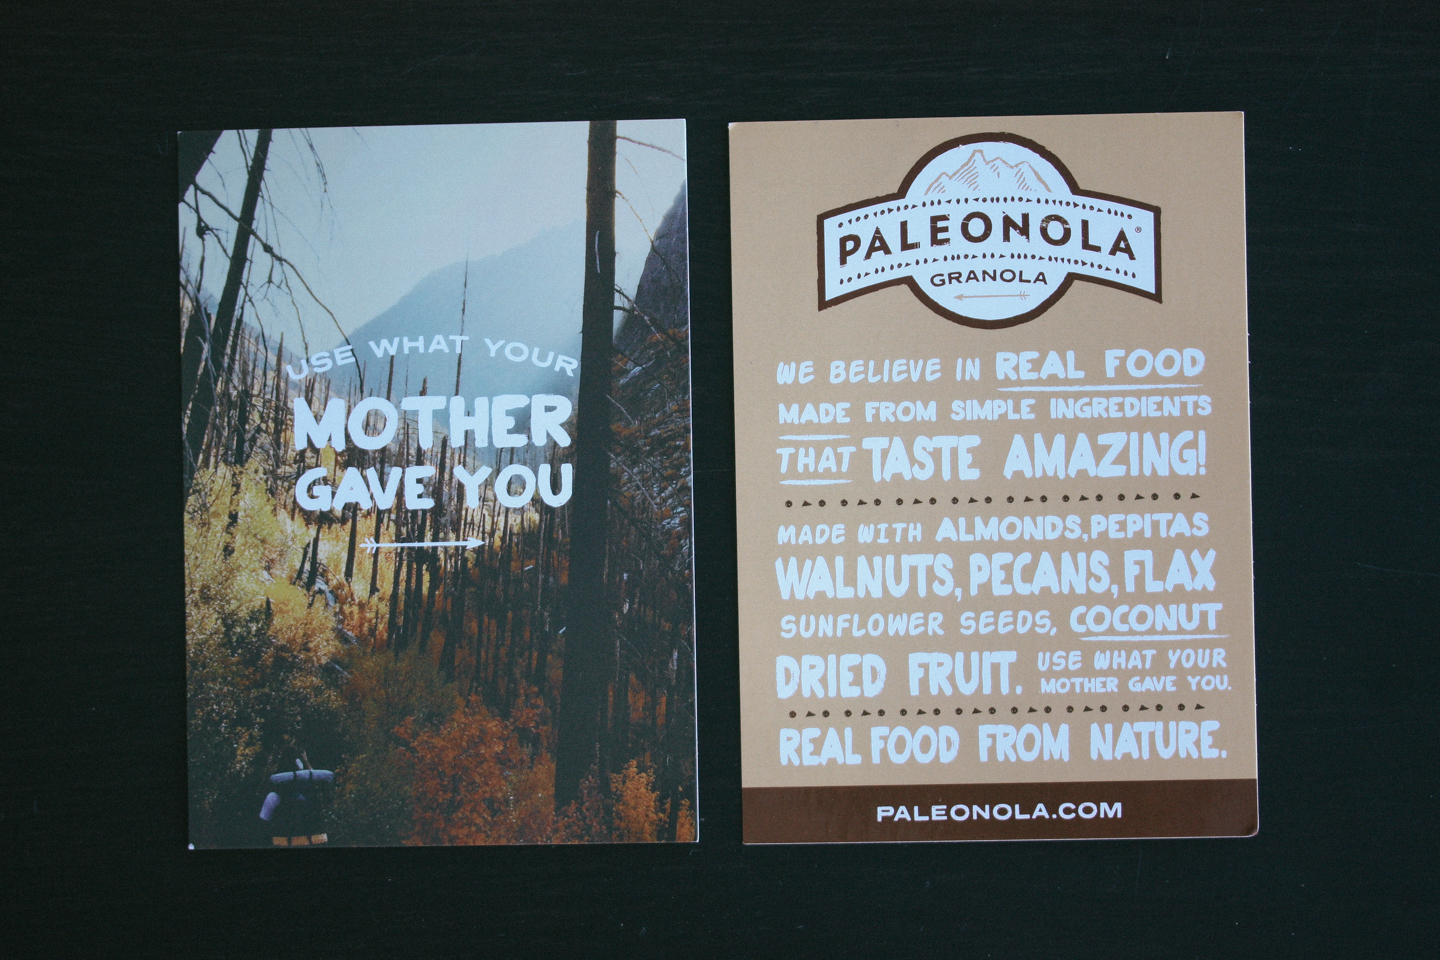 USE WHAT YOUR
MOTHER
GAVE YOU
PALEONOLA®
GRANOLA
WE BELIEVE IN REAL FOOD
MADE FROM SIMPLE INGREDIENTS
THAT TASTE AMAZING!
MADE WITH ALMONDS, PEPITAS
WALNUTS, PECANS, FLAX
SUNFLOWER SEEDS, COCONUT
DRIED FRUIT. USE WHAT YOUR
MOTHER GAVE YOU.
REAL FOOD FROM NATURE.
PALEONOLA.COM